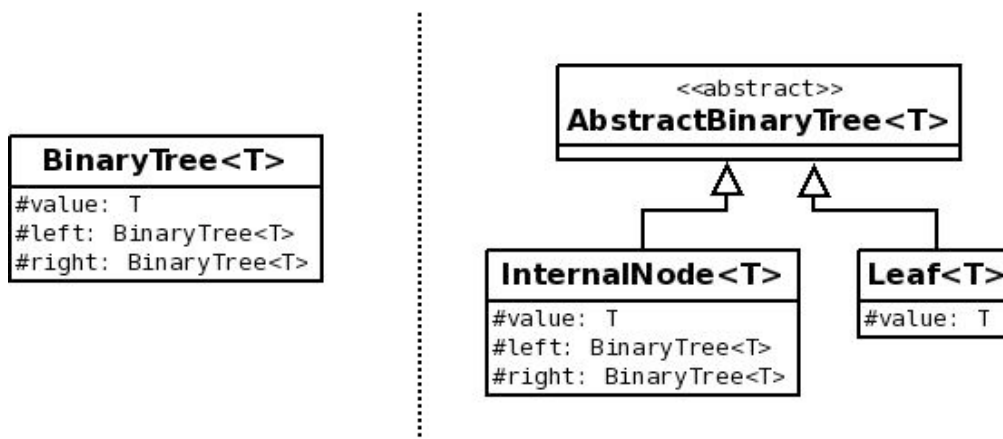 BinaryTree<T>
#value: T
#left: BinaryTree<T>
#right: BinaryTree<T>
<<abstract>>
AbstractBinaryTree<T>
InternalNode<T>
#value: T
#left: BinaryTree<T>
#right: BinaryTree<T>
Leaf<T>
#value: T